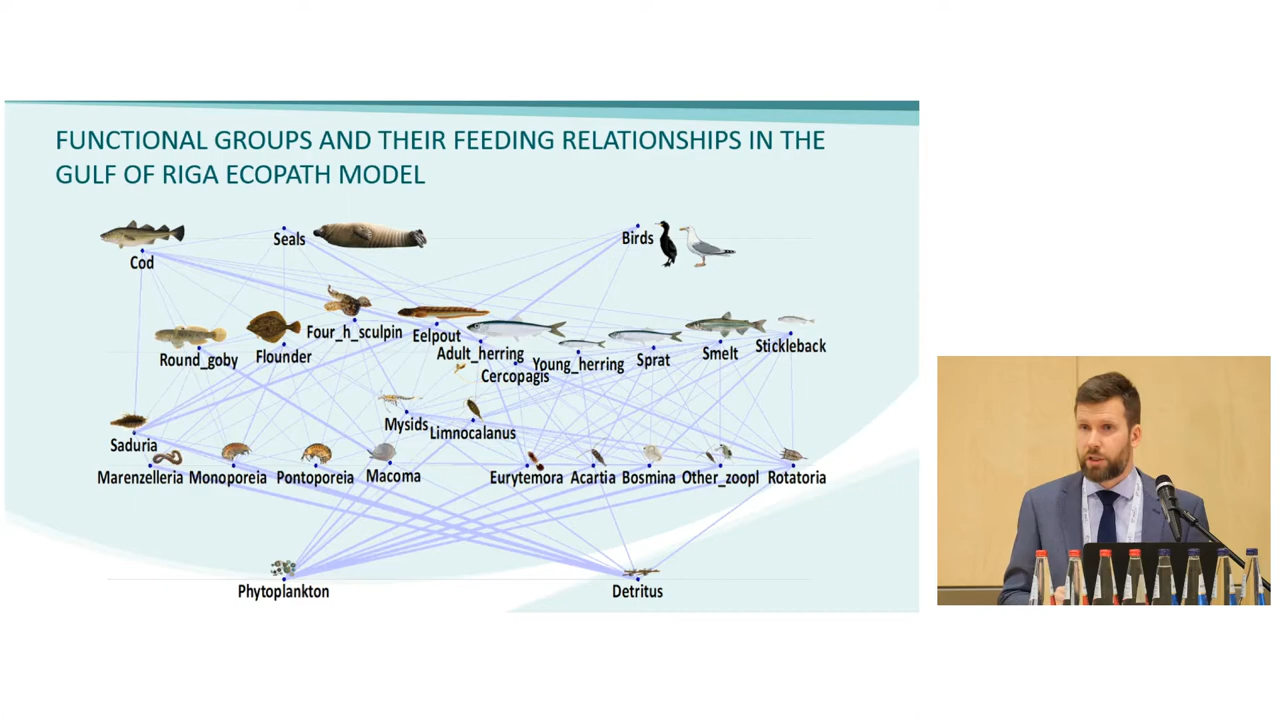 FUNCTIONAL GROUPS AND THEIR FEEDING RELATIONSHIPS IN THE
GULF OF RIGA ECOPATH MODEL
Cod
Seals
Birds
Round_goby
Flounder
Four_h_sculpin
Eelpout
Adult_herring
Cercopagis
Young_herring
Sprat
Smelt
Stickleback
Saduria
Mysids
Limnocalanus
Marenzelleria
Monoporeia
Pontoporeia
Macoma
Eurytemora
Acartia
Bosmina
Other_zoopl
Rotatoria
Phytoplankton
Detritus